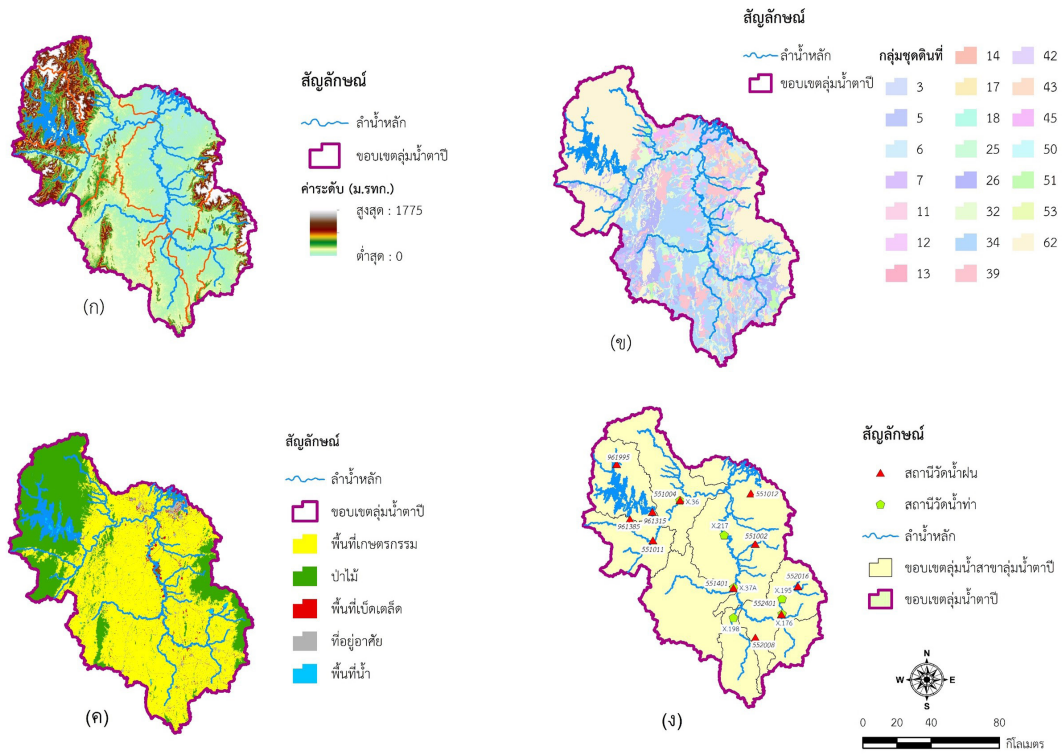 สัญลักษณ์
ลำน้ำหลัก
ขอบเขตลุ่มน้ำตาปี
ค่าระดับ (ม.รทก.)
สูงสุด : 1775
ต่ำสุด : 0
(ก)
สัญลักษณ์
ลำน้ำหลัก
ขอบเขตลุ่มน้ำตาปี
กลุ่มชุดดินที่
3
5
6
7
11
12
13
14
17
18
25
26
32
34
39
42
43
45
50
51
53
62
(ข)
สัญลักษณ์
ลำน้ำหลัก
ขอบเขตลุ่มน้ำตาปี
พื้นที่เกษตรกรรม
ป่าไม้
พื้นที่เบ็ดเตล็ด
ที่อยู่อาศัย
พื้นที่น้ำ
(ค)
961995
551004
X.36
551012
961385
961315
551011
X.217
551002
551401
X.37A
552016
X.195
552401
X.198
X.176
552008
(ง)
สัญลักษณ์
สถานีวัดน้ำฝน
สถานีวัดน้ำท่า
ลำน้ำหลัก
ขอบเขตลุ่มน้ำสาขาลุ่มน้ำตาปี
ขอบเขตลุ่มน้ำตาปี
N
W E
S
0 20 40 80
กิโลเมตร